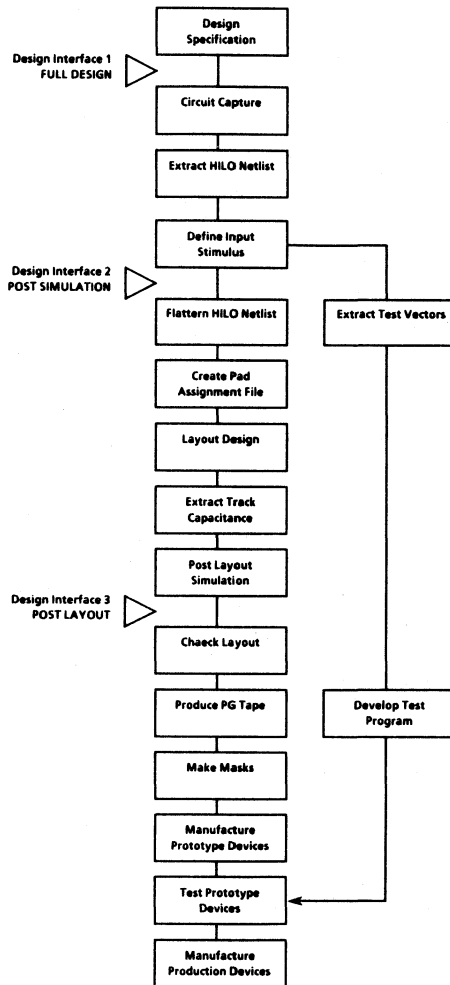 Design
Specification
Design Interface 1
FULL DESIGN
Circuit Capture
Extract HILO Netlist
Define Input
Stimulus
Design Interface 2
POST SIMULATION
Flattern HILO Netlist
Extract Test Vectors
Create Pad
Assignment File
Layout Design
Extract Track
Capacitance
Post Layout
Simulation
Design Interface 3
POST LAYOUT
Chaeck Layout
Produce PG Tape
Develop Test
Program
Make Masks
Manufacture
Prototype Devices
Test Prototype
Devices
Manufacture
Production Devices